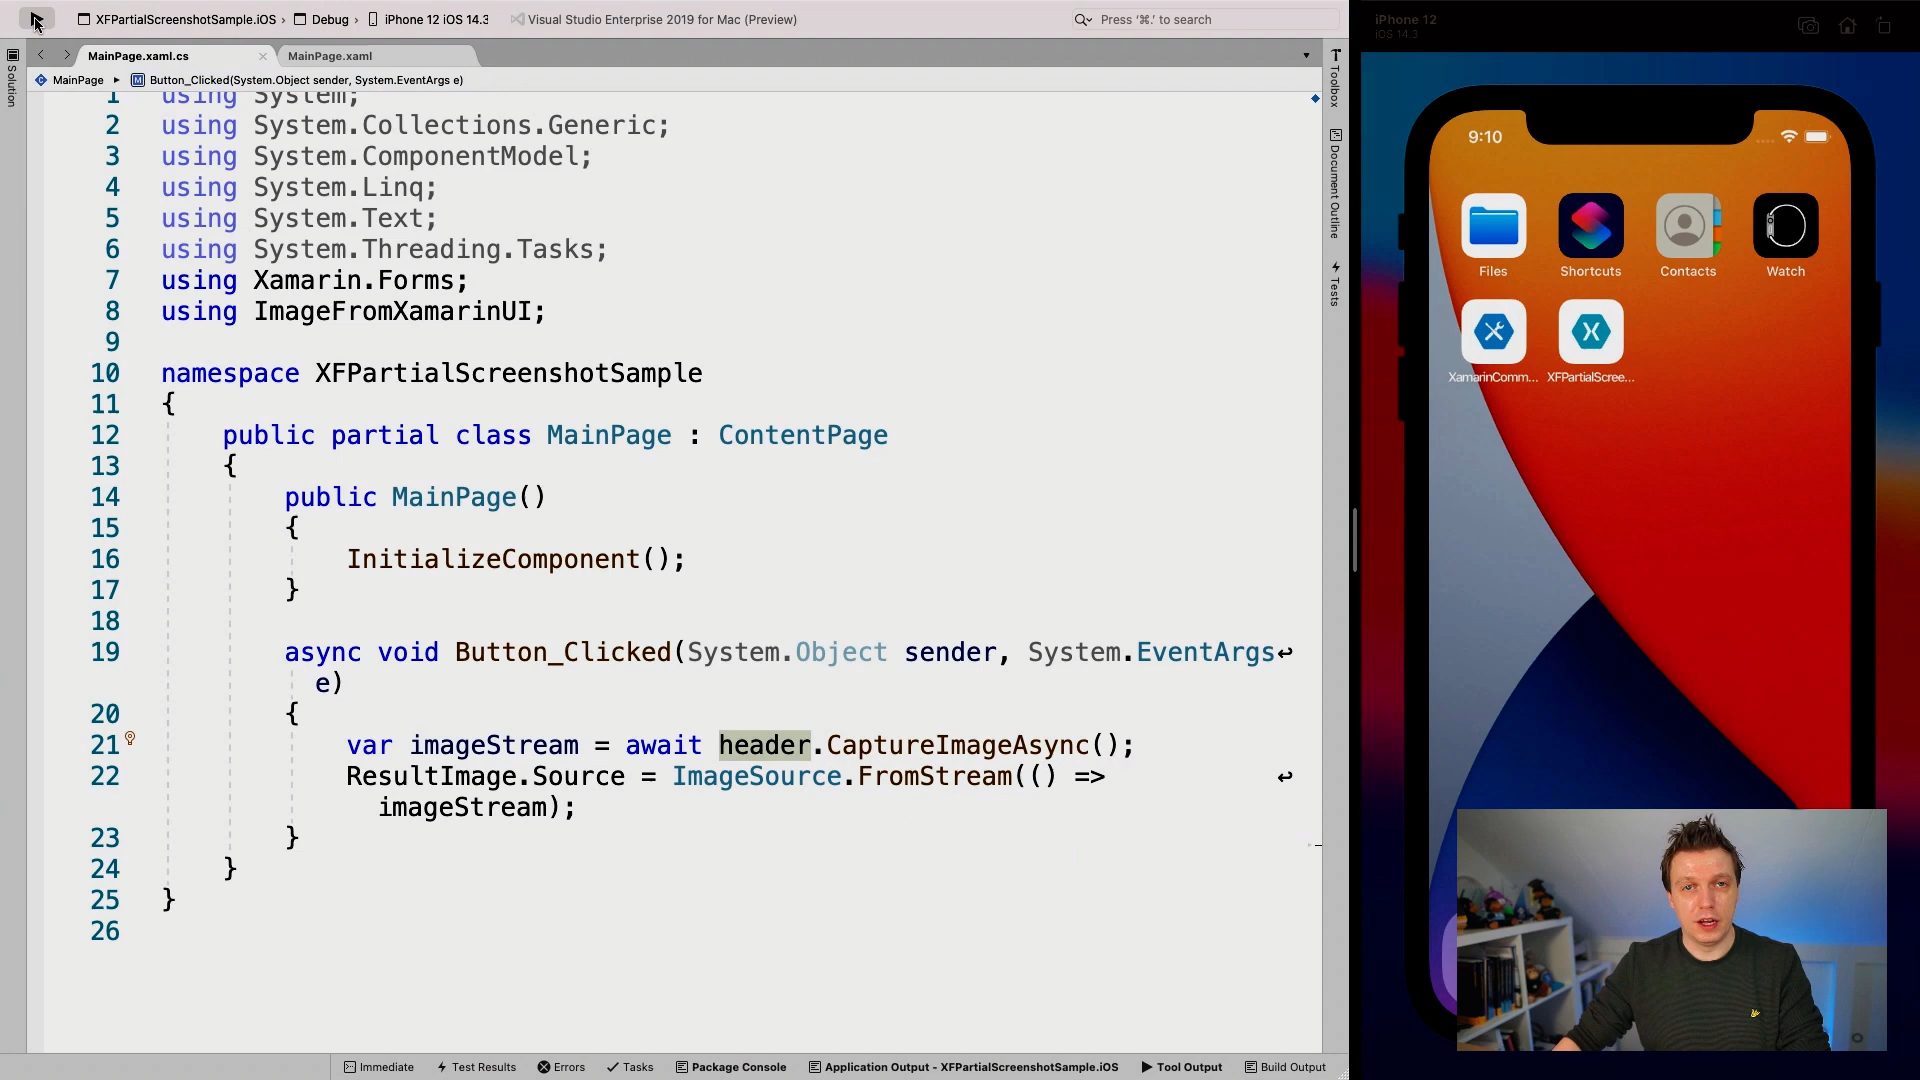 XFPartialScreenshotSample.iOS › Debug › iPhone 12 iOS 14.3
Visual Studio Enterprise 2019 for Mac (Preview)
Press '⌘.' to search
MainPage.xaml.cs
MainPage.xaml
MainPage ▸ M Button_Clicked(System.Object sender, System.EventArgs e)
Solution
1 using System;
2 using System.Collections.Generic;
3 using System.ComponentModel;
4 using System.Linq;
5 using System.Text;
6 using System.Threading.Tasks;
7 using Xamarin.Forms;
8 using ImageFromXamarinUI;
9
10 namespace XFPartialScreenshotSample
11 {
12 public partial class MainPage : ContentPage
13 {
14 public MainPage()
15 {
16 InitializeComponent();
17 }
18
19 async void Button_Clicked(System.Object sender, System.EventArgs↩
e)
20 {
21 var imageStream = await header.CaptureImageAsync();
22 ResultImage.Source = ImageSource.FromStream(() => ↩
imageStream);
23 }
24 }
25 }
26
Toolbox
Document Outline
Tests
Immediate
Test Results
Errors
Tasks
Package Console
Application Output - XFPartialScreenshotSample.iOS
Tool Output
Build Output
iPhone 12
iOS 14.3
9:10
Files
Shortcuts
Contacts
Watch
XamarinComm...
XFPartialScree...